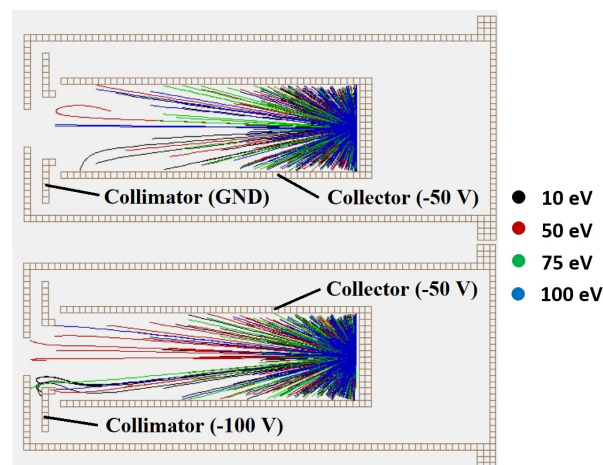 Collimator (GND)
Collector (-50 V)
10 eV
50 eV
75 eV
100 eV
Collector (-50 V)
Collimator (-100 V)